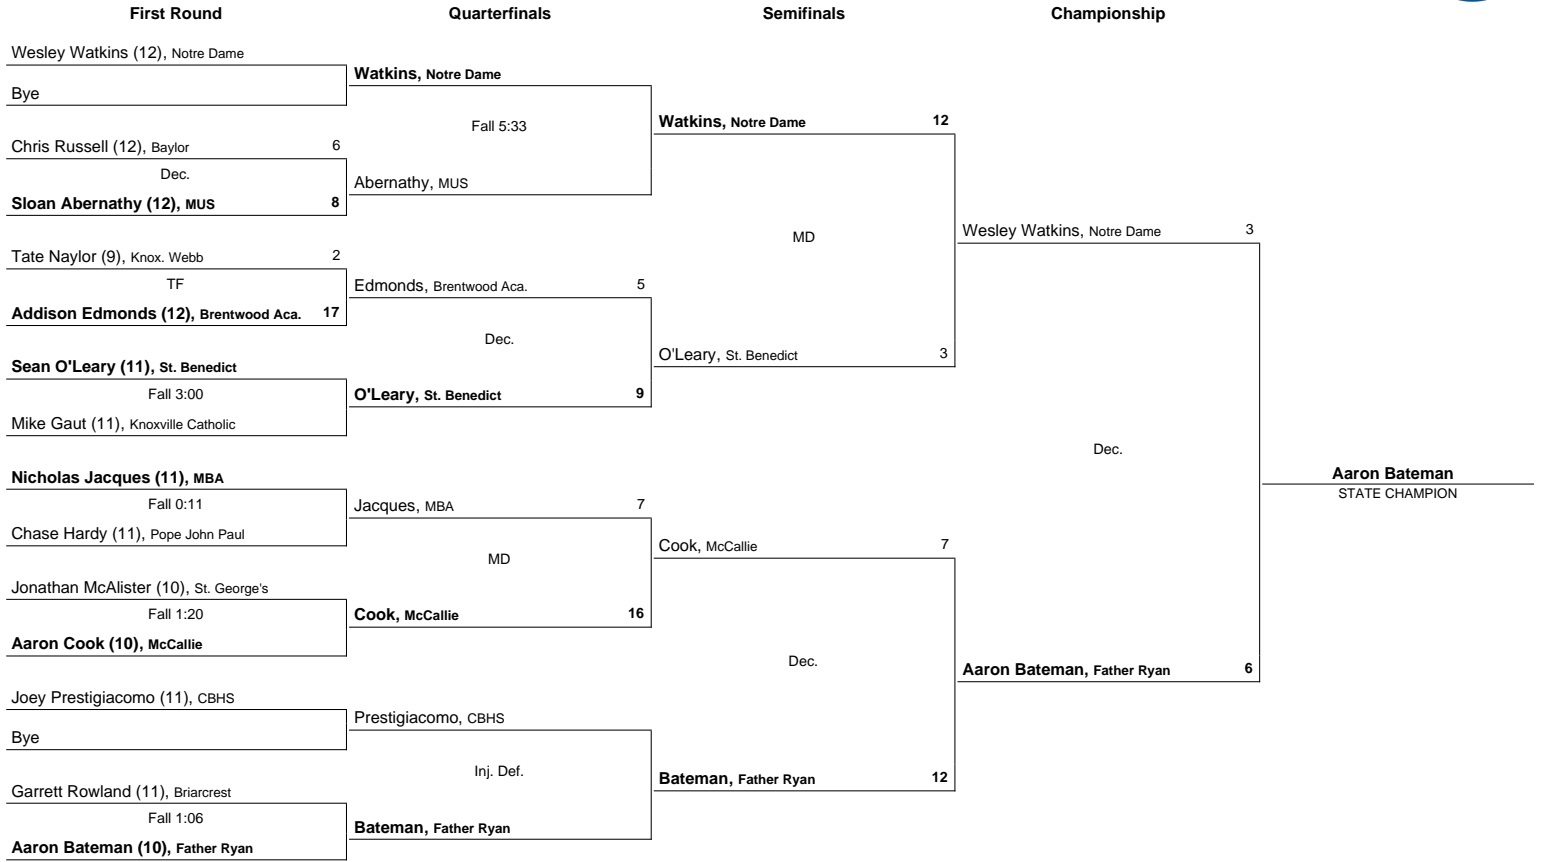 First Round Quarterfinals Semifinals Championship
Wesley Watkins (12), Notre Dame
Bye
Chris Russell (12), Baylor 6
Dec.
Sloan Abernathy (12), MUS 8
Tate Naylor (9), Knox. Webb 2
TF
Addison Edmonds (12), Brentwood Aca. 17
Sean O'Leary (11), St. Benedict
Fall 3:00
Mike Gaut (11), Knoxville Catholic
Nicholas Jacques (11), MBA
Fall 0:11
Chase Hardy (11), Pope John Paul
Jonathan McAlister (10), St. George's
Fall 1:20
Aaron Cook (10), McCallie
Joey Prestigiacomo (11), CBHS
Bye
Garrett Rowland (11), Briarcrest
Fall 1:06
Aaron Bateman (10), Father Ryan
Watkins, Notre Dame
Fall 5:33
Abernathy, MUS
Edmonds, Brentwood Aca. 5
Dec.
O'Leary, St. Benedict 9
Jacques, MBA 7
MD
Cook, McCallie 16
Prestigiacomo, CBHS
Inj. Def.
Bateman, Father Ryan
Watkins, Notre Dame 12
MD
O'Leary, St. Benedict 3
Cook, McCallie 7
Dec.
Bateman, Father Ryan 12
Wesley Watkins, Notre Dame 3
Dec.
Aaron Bateman, Father Ryan 6
Aaron Bateman
STATE CHAMPION